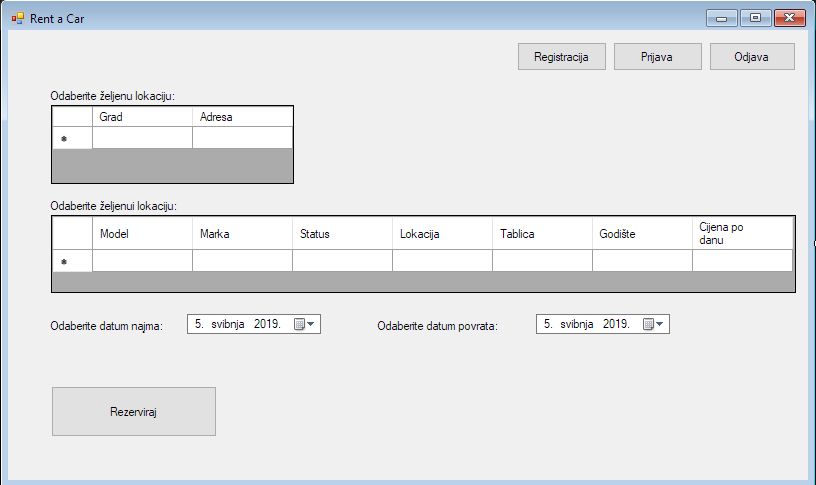 Rent a Car
Registracija Prijava Odjava
Odaberite željenu lokaciju:
Grad Adresa
Odaberite željenui lokaciju:
Model Marka Status Lokacija Tablica Godište Cijena po
danu
Odaberite datum najma: 5. svibnja 2019. Odaberite datum povrata: 5. svibnja 2019.
Rezerviraj